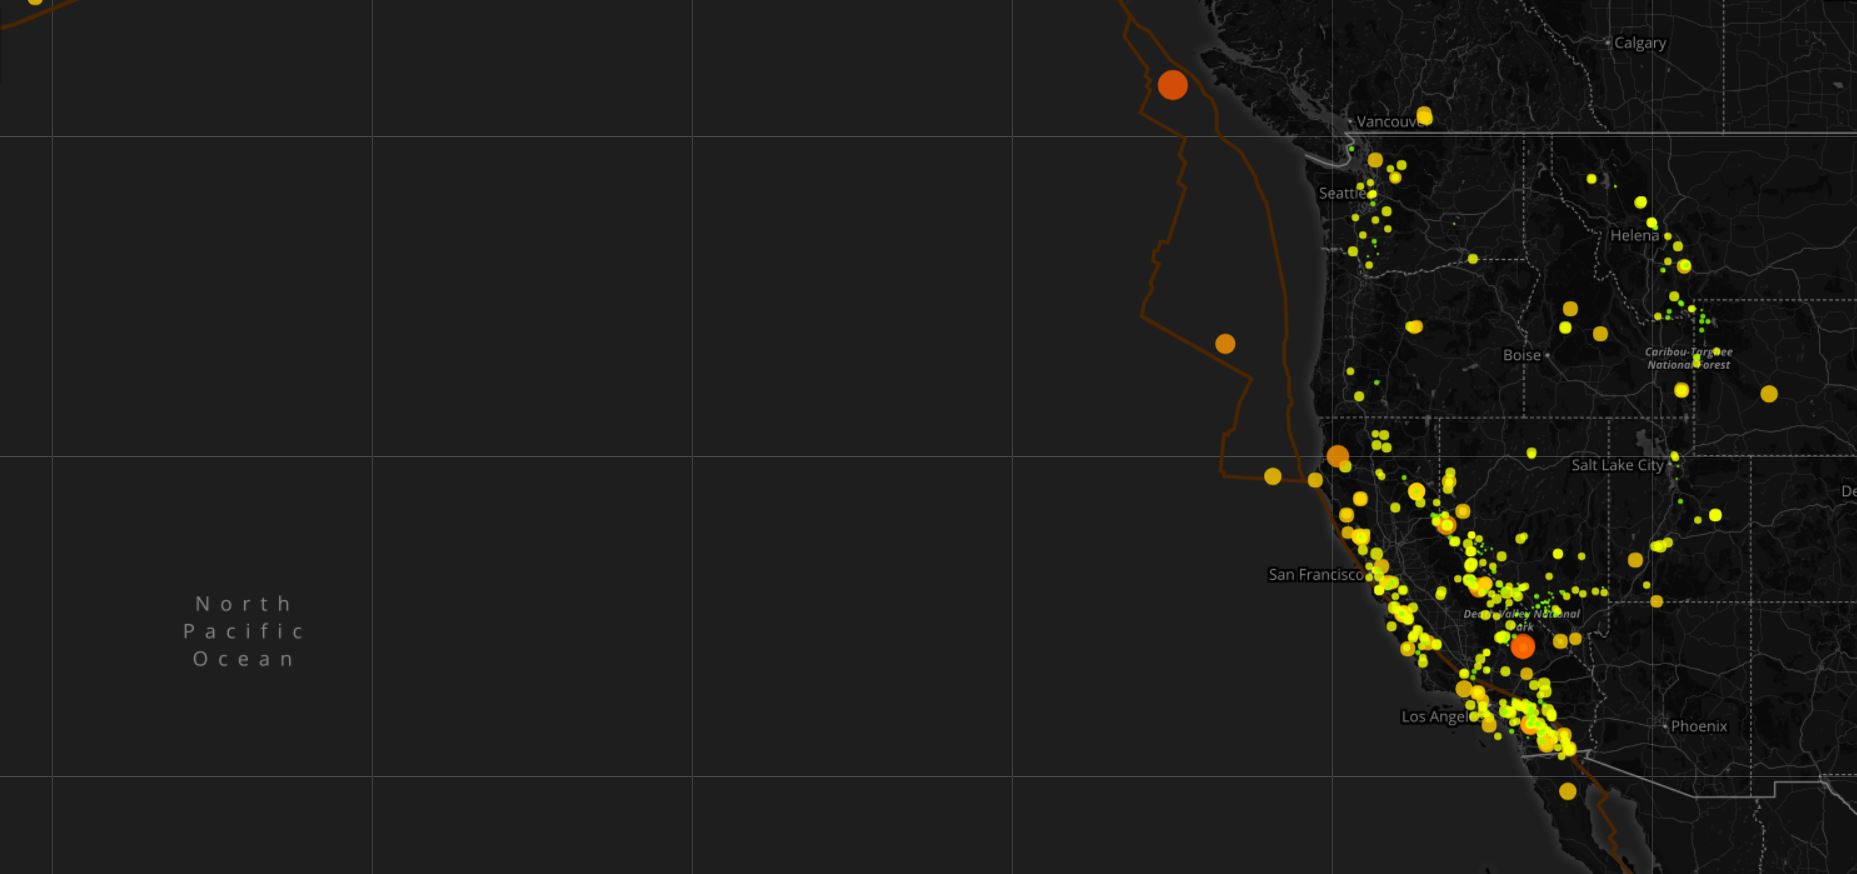 Calgary
Vancouver
Seattle
Helena
Boise
Caribou-Targhee
National Forest
Salt Lake City
De
North
Pacific
Ocean
San Francisco
Death Valley National
Park
Los Angel
Phoenix